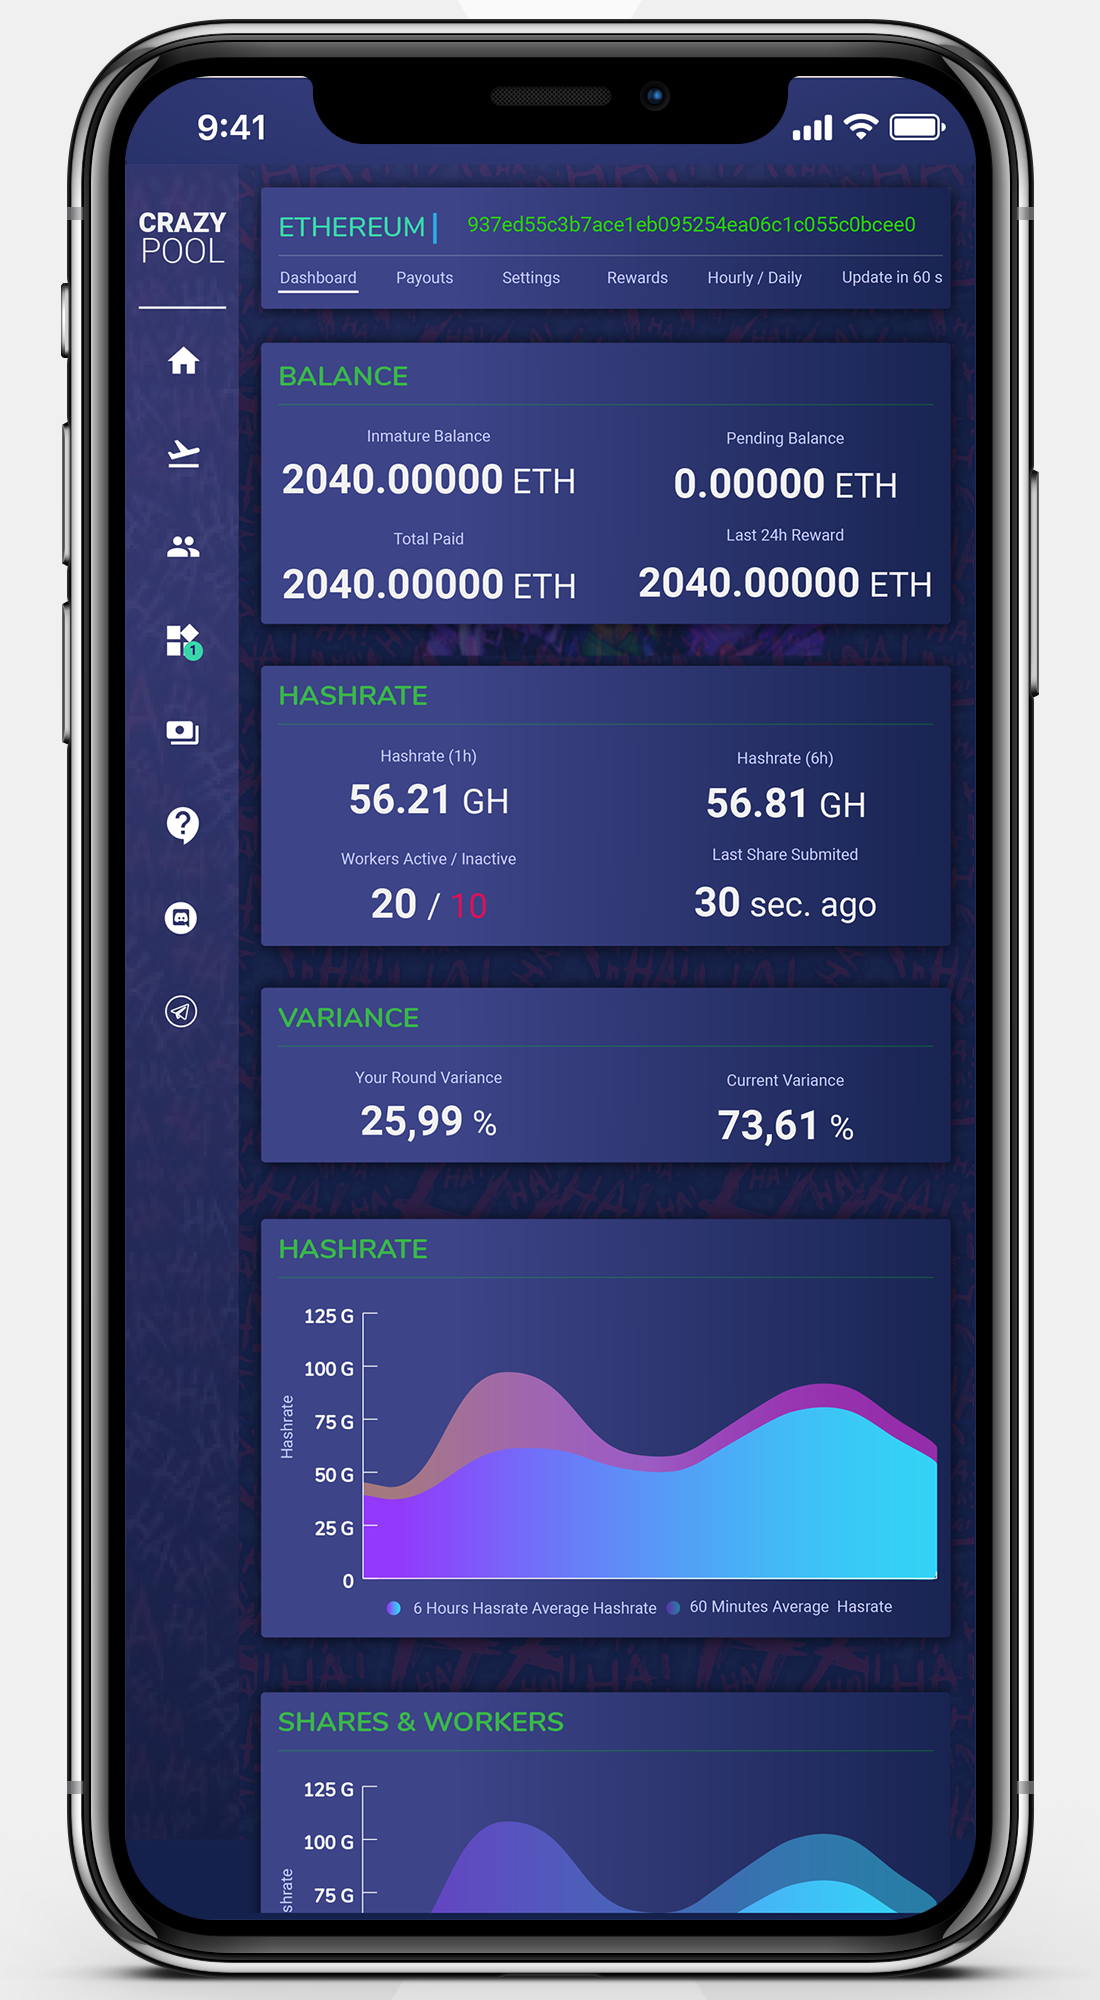 9:41
CRAZY
POOL
ETHEREUM
937ed55c3b7ace1eb095254ea06c1c055c0bcee0
Dashboard Payouts Settings Rewards Hourly / Daily Update in 60 s
BALANCE
Inmature Balance
2040.00000 ETH
Pending Balance
0.00000 ETH
Total Paid
2040.00000 ETH
Last 24h Reward
2040.00000 ETH
1
HASHRATE
Hashrate (1h)
56.21 GH
Hashrate (6h)
56.81 GH
Workers Active / Inactive
20 / 10
Last Share Submited
30 sec. ago
VARIANCE
Your Round Variance
25,99 %
Current Variance
73,61 %
HASHRATE
125 G
100 G
75 G
50 G
25 G
0
Hashrate
6 Hours Hasrate Average Hashrate
60 Minutes Average Hasrate
SHARES & WORKERS
125 G
100 G
75 G
shrate